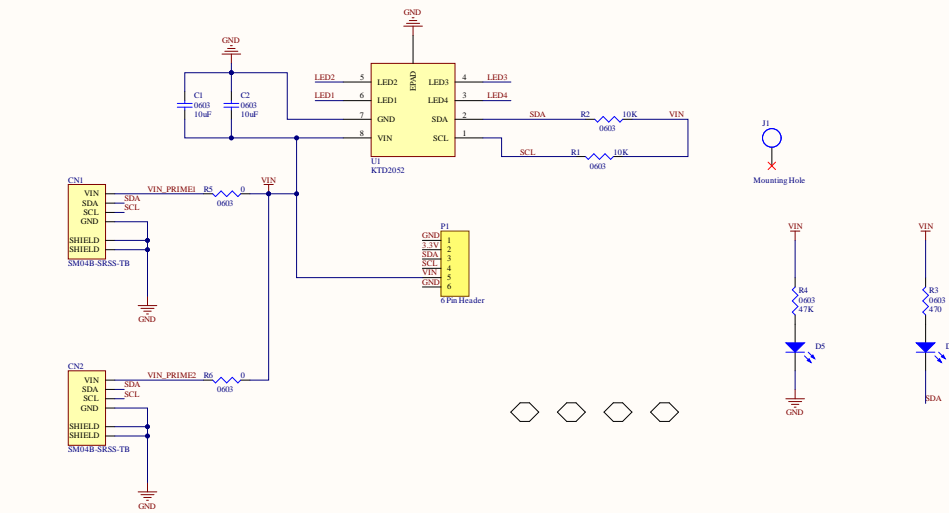 GND
GND
LED2
5
LED2
EPAD
LED3
4
LED3
LED1
6
LED1
LED4
3
LED4
C1
0603
10uF
C2
0603
10uF
7
GND
SDA
2
SDA
R2
10K
VIN
0603
8
VIN
SCL
1
SCL
R1
10K
0603
U1
KTD2052
J1
Mounting Hole
CN1
VIN
SDA
SCL
GND
SHIELD
SHIELD
SM04B-SRSS-TB
VIN_PRIME1
R5
0
0603
SDA
SCL
VIN
GND
P1
GND
1
3.3V
2
SDA
3
SCL
4
VIN
5
GND
6
6 Pin Header
VIN
R4
0603
47K
D5
GND
VIN
R3
0603
470
SDA
CN2
VIN
SDA
SCL
GND
SHIELD
SHIELD
SM04B-SRSS-TB
VIN_PRIME2
R6
0
0603
SDA
SCL
GND